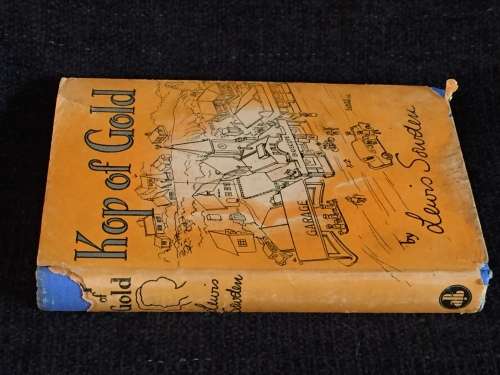 Kop of Gold
GARAGE
by Lewis Sowden
of
Gold
Lewis
Sowden